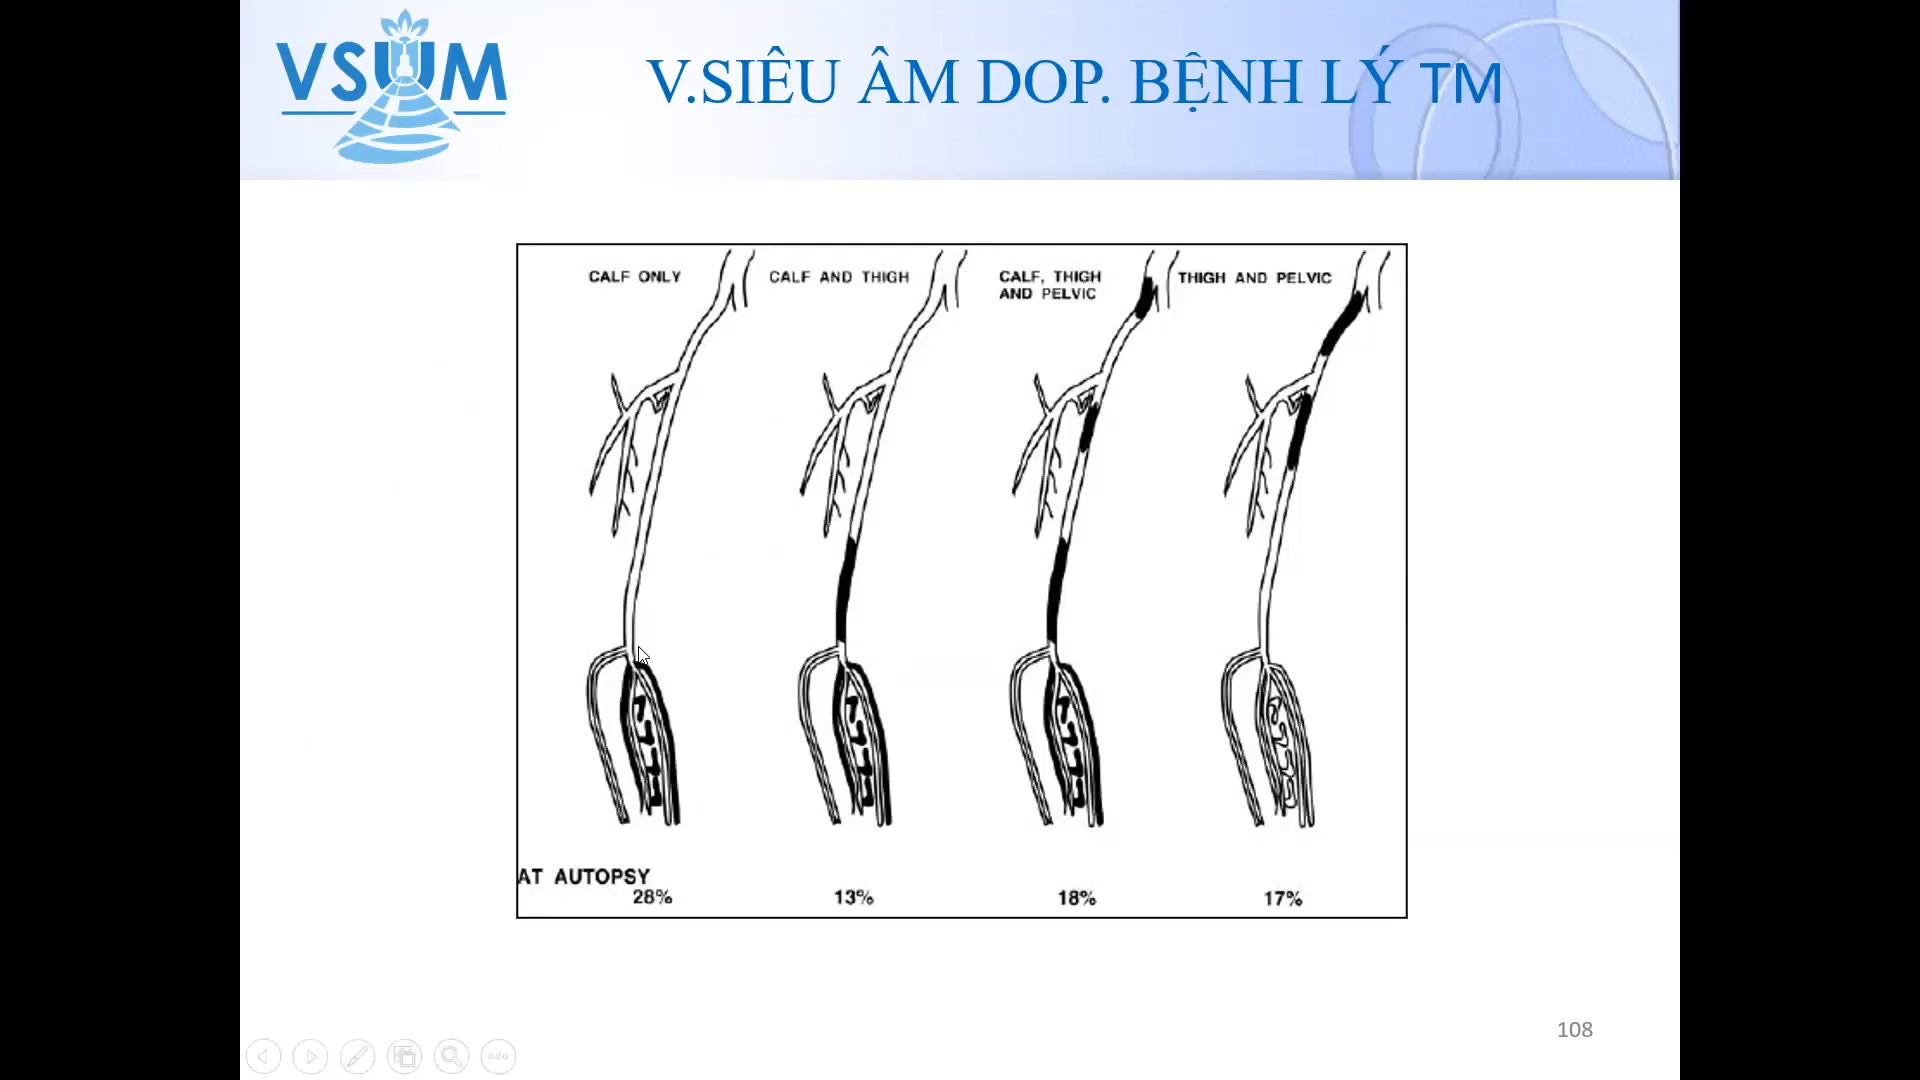 VSUM
V.SIÊU ÂM DOP. BỆNH LÝ TM
CALF ONLY
CALF AND THIGH
CALF, THIGH
AND PELVIC
THIGH AND PELVIC
AT AUTOPSY
28%
13%
18%
17%
108